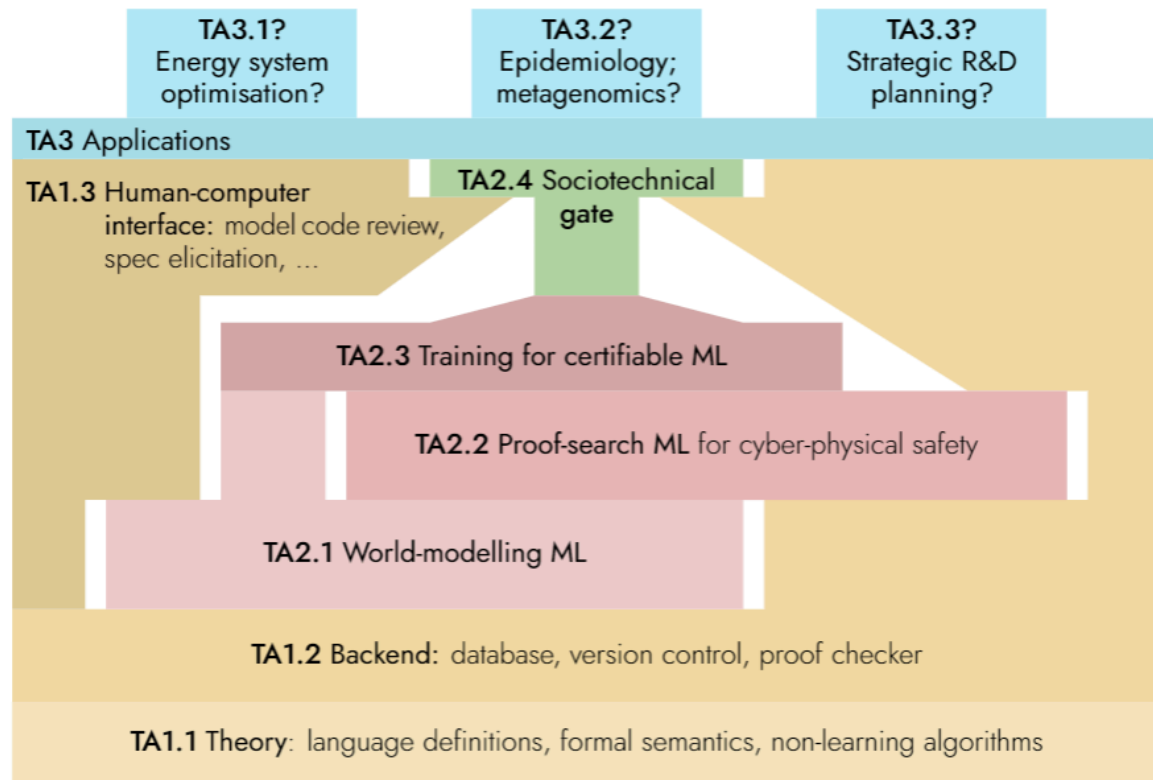 TA3.1?
Energy system
optimisation?
TA3.2?
Epidemiology;
metagenomics?
TA3.3?
Strategic R&D
planning?
TA3 Applications
TA1.3 Human-computer
interface: model code review,
spec elicitation, ...
TA2.4 Sociotechnical
gate
TA2.3 Training for certifiable ML
TA2.2 Proof-search ML for cyber-physical safety
TA2.1 World-modelling ML
TA1.2 Backend: database, version control, proof checker
TA1.1 Theory: language definitions, formal semantics, non-learning algorithms